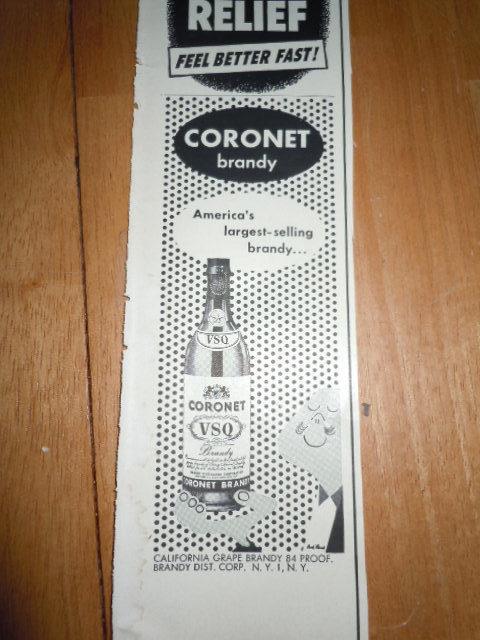 RELIEF
FEEL BETTER FAST!
CORONET
brandy
America's
largest-selling
brandy...
VSQ
CORONET
VSQ
Brandy
CORONET BRANDY
CALIFORNIA GRAPE BRANDY 84 PROOF.
BRANDY DIST. CORP. N. Y. 1, N. Y.